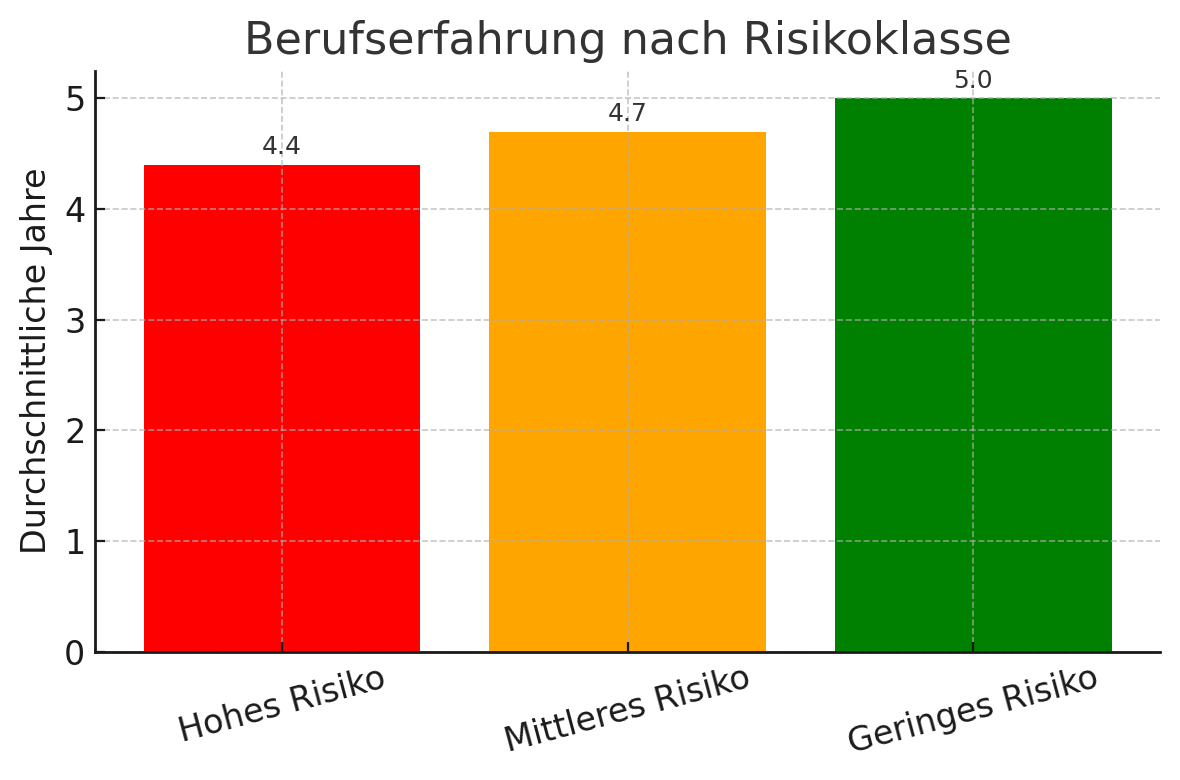 Berufserfahrung nach Risikoklasse
Durchschnittliche Jahre
5
4
3
2
1
0
4.4
4.7
5.0
Hohes Risiko
Mittleres Risiko
Geringes Risiko